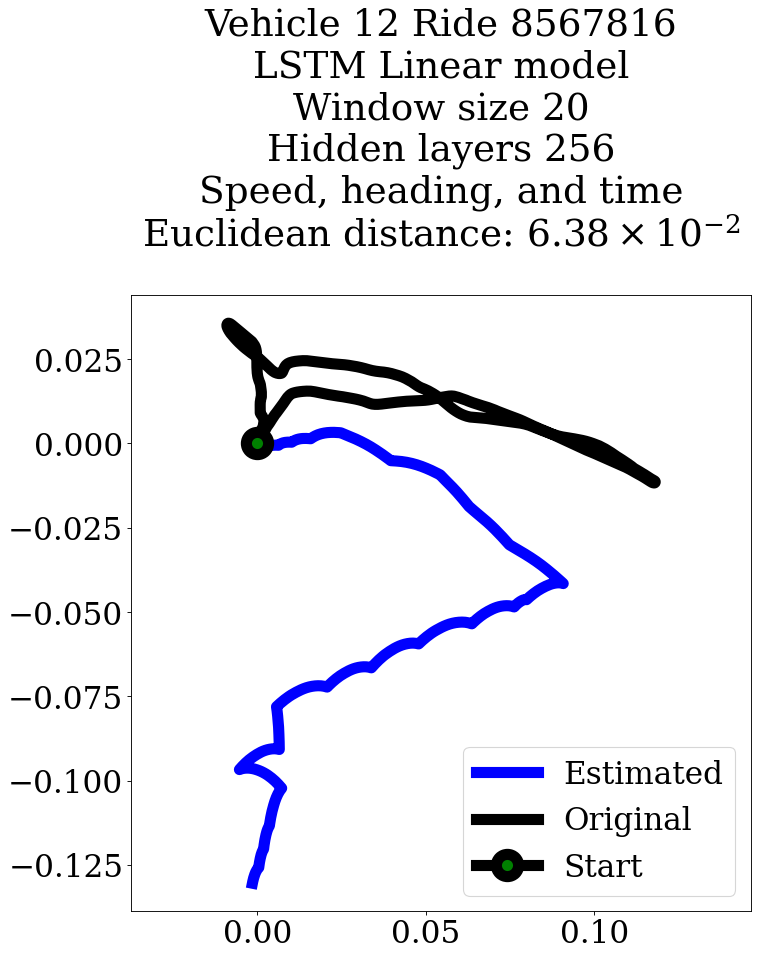 Vehicle 12 Ride 8567816
LSTM Linear model
Window size 20
Hidden layers 256
Speed, heading, and time
Euclidean distance: 6.38 × 10⁻²
0.025
0.000
−0.025
−0.050
−0.075
−0.100
−0.125
Estimated
Original
Start
0.00 0.05 0.10